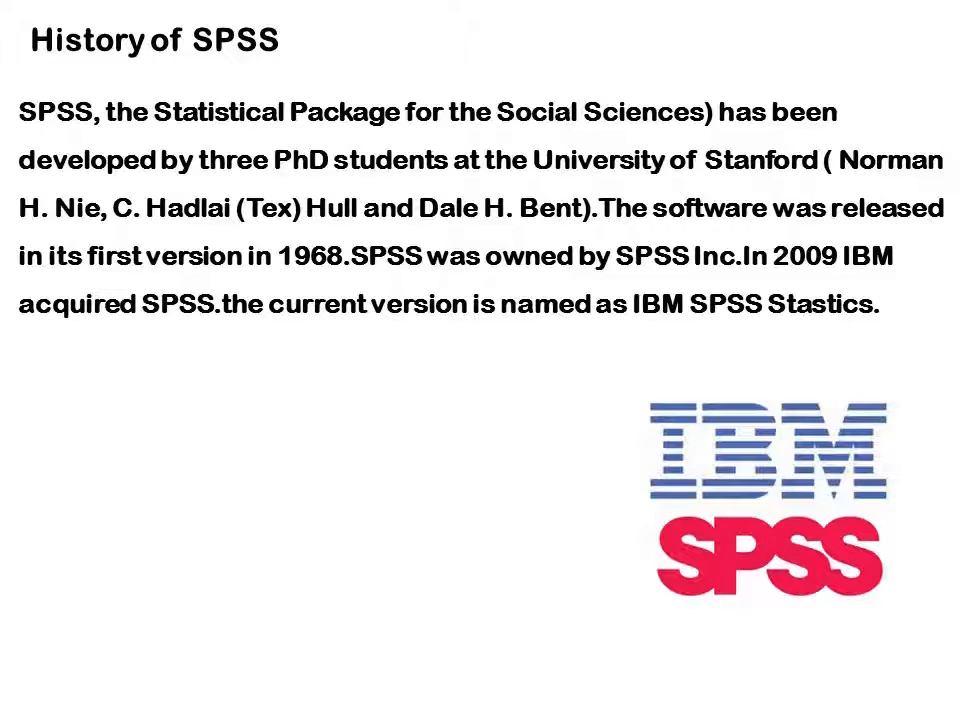 History of SPSS
SPSS, the Statistical Package for the Social Sciences) has been
developed by three PhD students at the University of Stanford ( Norman
H. Nie, C. Hadlai (Tex) Hull and Dale H. Bent).The software was released
in its first version in 1968.SPSS was owned by SPSS Inc.In 2009 IBM
acquired SPSS.the current version is named as IBM SPSS Stastics.
IBM
SPSS